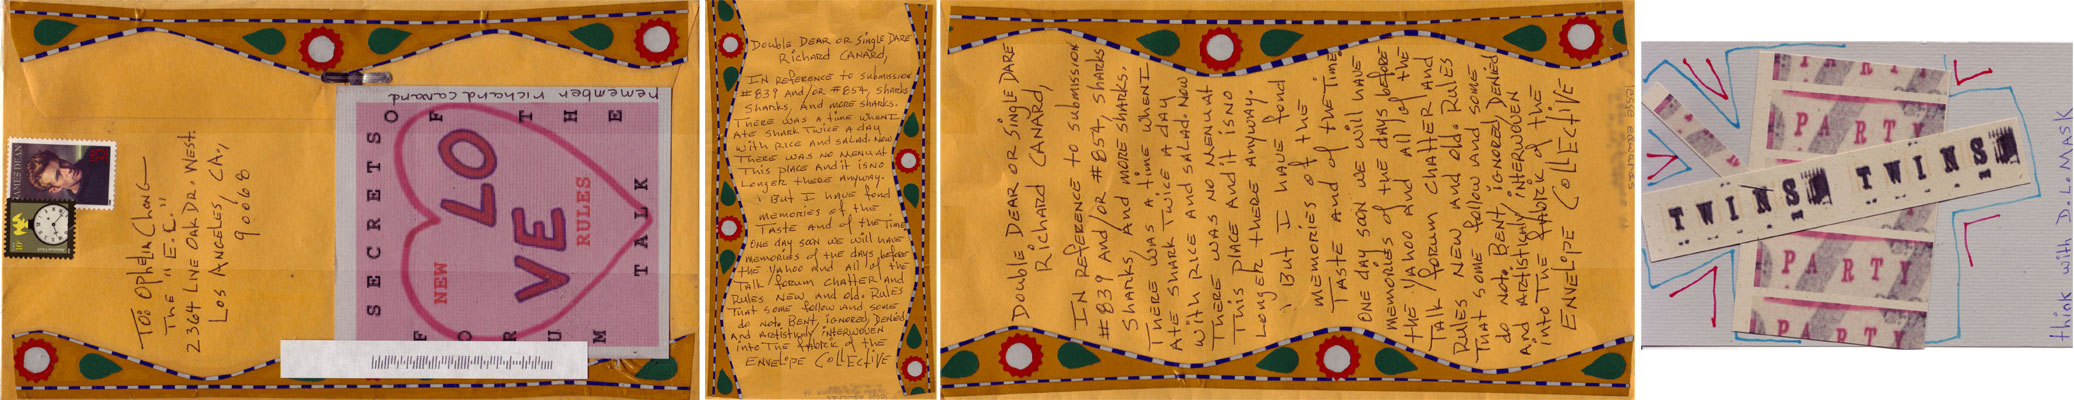 remember richard canard
SECRETS OF THE
LOVE
NEW
RULES
TALK
FORUM
JAMES DEAN
TO: OPHELIA CHONG—
THE "E.C."
2364 LIVE OAK DR. WEST.
LOS ANGELES, CA.,
90068
DOUBLE DEAR OR SINGLE DARE
RICHARD CANARD,
IN REFERENCE TO SUBMISSION
#839 AND/OR #854, SHARKS
SHARKS, AND MORE SHARKS.
THERE WAS A TIME WHEN I
ATE SHARK TWICE A DAY
WITH RICE AND SALAD. NOW
THERE WAS NO MENU AT
THIS PLACE AND IT IS NO
LONGER THERE ANYWAY.
BUT I HAVE FOND
MEMORIES OF THE
TASTE AND OF THE TIME.
ONE DAY SOON WE WILL HAVE
MEMORIES OF THE DAYS BEFORE
THE YAHOO AND ALL OF THE
TALK/FORUM CHATTER AND
RULES NEW AND OLD. RULES
THAT SOME FOLLOW AND SOME
DO NOT. BENT, IGNORED, DENIED
AND ARTISTICALLY INTERWOVEN
INTO THE FABRIC OF THE
ENVELOPE COLLECTIVE
DOUBLE DEAR OR SINGLE DARE
RICHARD CANARD,
IN REFERENCE TO SUBMISSION
#839 AND/OR #854, SHARKS
SHARKS, AND MORE SHARKS.
THERE WAS A TIME WHEN I
ATE SHARK TWICE A DAY
WITH RICE AND SALAD. NOW
THERE WAS NO MENU AT
THIS PLACE AND IT IS NO
LONGER THERE ANYWAY.
BUT I HAVE FOND
MEMORIES OF THE
TASTE AND OF THE TIME.
ONE DAY SOON WE WILL HAVE
MEMORIES OF THE DAYS BEFORE
THE YAHOO AND ALL OF THE
TALK/FORUM CHATTER AND
RULES NEW AND OLD. RULES
THAT SOME FOLLOW AND SOME
DO NOT. BENT, IGNORED, DENIED
AND ARTISTICALLY INTERWOVEN
INTO THE FABRIC OF THE
ENVELOPE COLLECTIVE
PARTY
PARTY
TWINS TWINS
PARTY
PARTY
think with D.Lo MASK